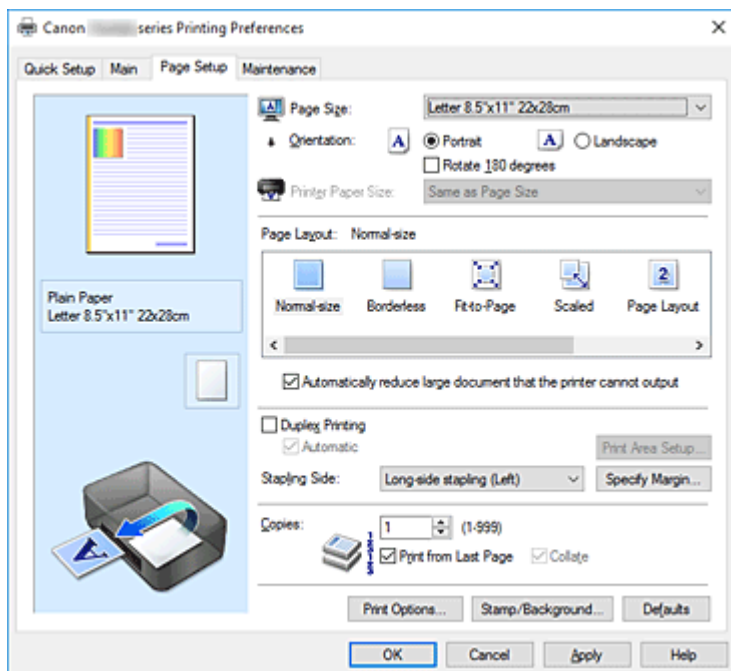 Canon series Printing Preferences
Quick Setup Main Page Setup Maintenance
Page Size: Letter 8.5"x11" 22x28cm
Orientation: A Portrait A Landscape
Rotate 180 degrees
Printer Paper Size: Same as Page Size
Page Layout: Normal-size
2
Normal-size Borderless Fit-to-Page Scaled Page Layout
Plain Paper
Letter 8.5"x11" 22x28cm
Automatically reduce large document that the printer cannot output
Duplex Printing
Automatic Print Area Setup...
Stapling Side: Long-side stapling (Left) Specify Margin...
Copies: 1 (1-999)
Print from Last Page Collate
A
Print Options... Stamp/Background... Defaults
OK Cancel Apply Help